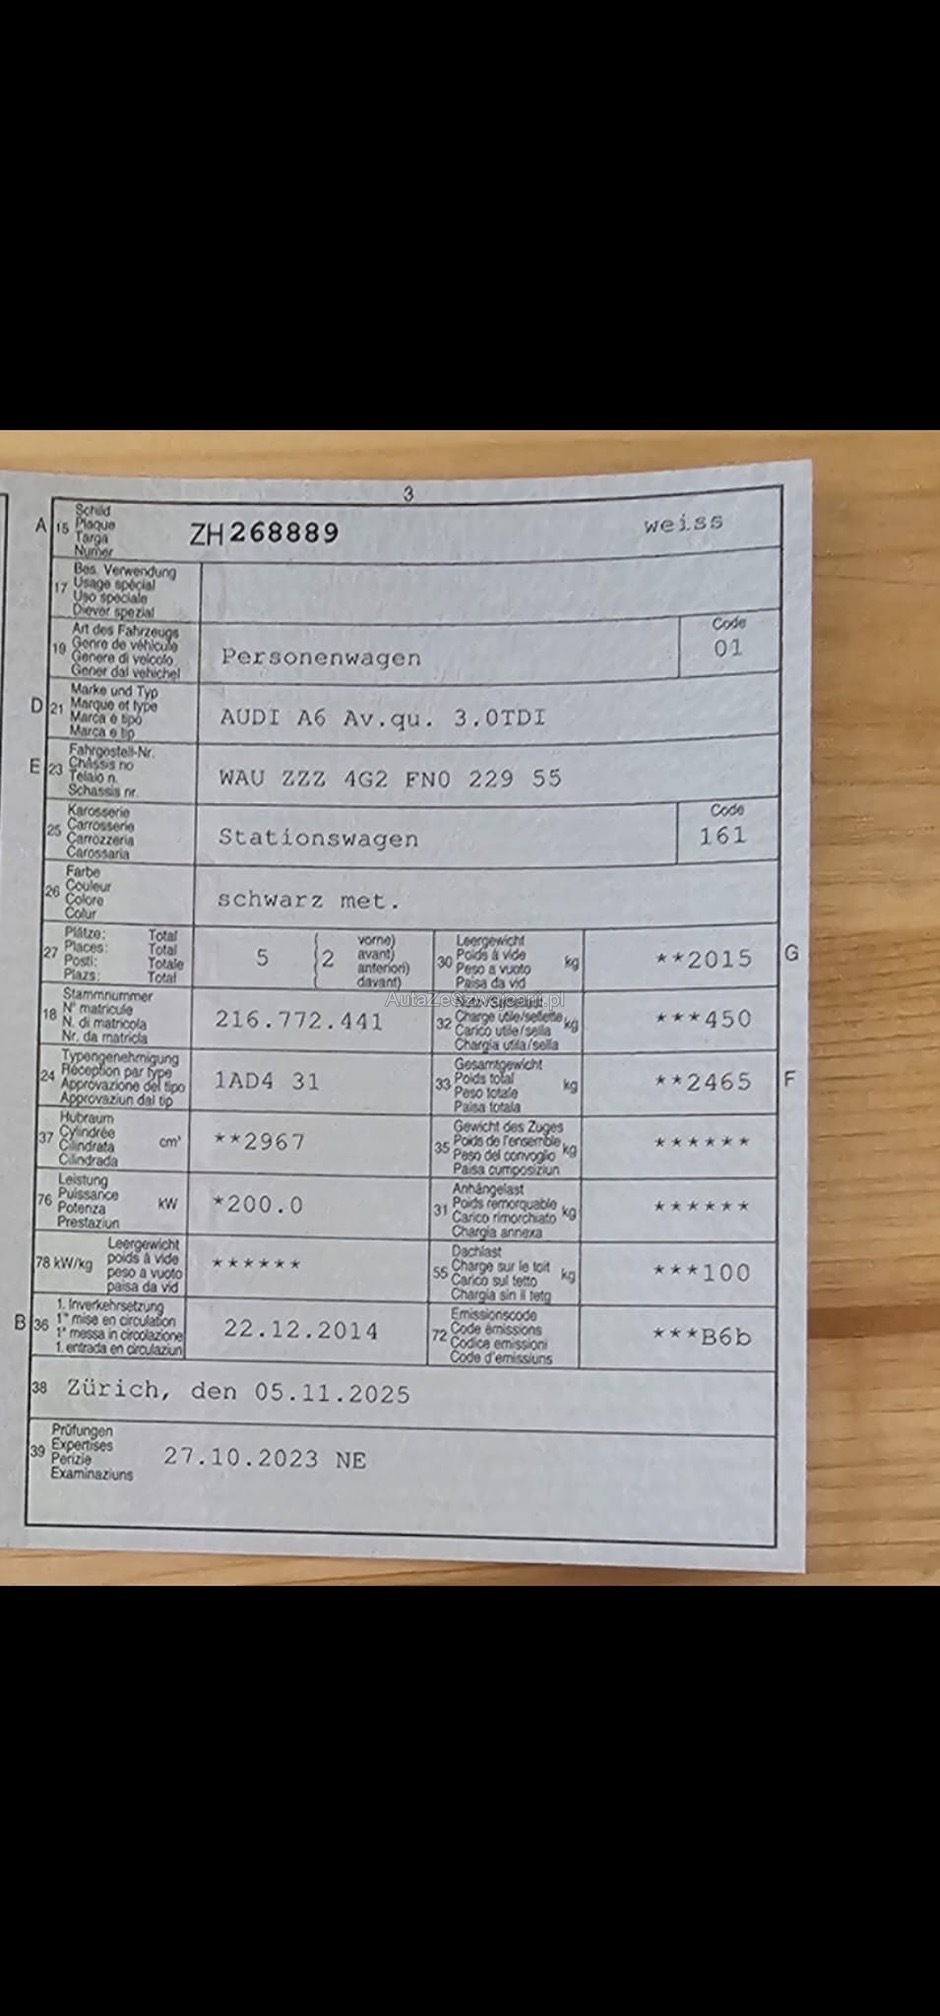 3
A 15 Schild
Plaque
Targa
Numer
ZH 268889
weiss
17 Bes. Verwendung
Usage spécial
Uso speciale
Diever spezial
19 Art des Fahrzeugs
Genre de véhicule
Genere di veicolo
Gener dal vehichel
Personenwagen
Code
01
D 21 Marke und Typ
Marque et type
Marca e tipo
Marca e tip
AUDI A6 Av.qu. 3.0TDI
E 23 Fahrgestell-Nr.
Châssis no
Telaio n.
Schassis nr.
WAU ZZZ 4G2 FN0 229 55
25 Karosserie
Carrosserie
Carrozzeria
Carossaria
Stationswagen
Code
161
26 Farbe
Couleur
Colore
Colur
schwarz met.
27 Plätze: Total
Places: Total
Posti: Totale
Plazs: Total
5
2
vorne)
avant)
anteriori)
davant)
30 Leergewicht
Poids à vide
Peso a vuoto
Paisa da vid
kg
**2015
G
AutaZeSzwajcarii.pl
18 Stammnummer
N° matricule
N. di matricola
Nr. da matricla
216.772.441
32
Charge utile/sellette
Carico utile/sella
Chargia utila/sella
kg
***450
24 Typengenehmigung
Réception par type
Approvazione del tipo
Approvaziun dal tip
1AD4 31
33 Gesamtgewicht
Poids total
Peso totale
Paisa totala
kg
**2465
F
37 Hubraum
Cylindrée
Cilindrata
Cilindrada
cm³
**2967
35 Gewicht des Zuges
Poids de l'ensemble
Peso del convoglio
Paisa cumposiziun
kg
******
76 Leistung
Puissance
Potenza
Prestaziun
kW
*200.0
31 Anhängelast
Poids remorquable
Carico rimorchiato
Chargia annexa
kg
******
78 kW/kg
Leergewicht
poids à vide
peso a vuoto
paisa da vid
******
55 Dachlast
Charge sur le toit
Carico sul tetto
Chargia sin il tetg
kg
***100
B 36 1. Inverkehrsetzung
1re mise en circulation
1a messa in circolazione
1. entrada en circulaziun
22.12.2014
72 Emissionscode
Code émissions
Codice emissioni
Code d'emissiuns
***B6b
38 Zürich, den 05.11.2025
39 Prüfungen
Expertises
Perizie
Examinaziuns
27.10.2023 NE